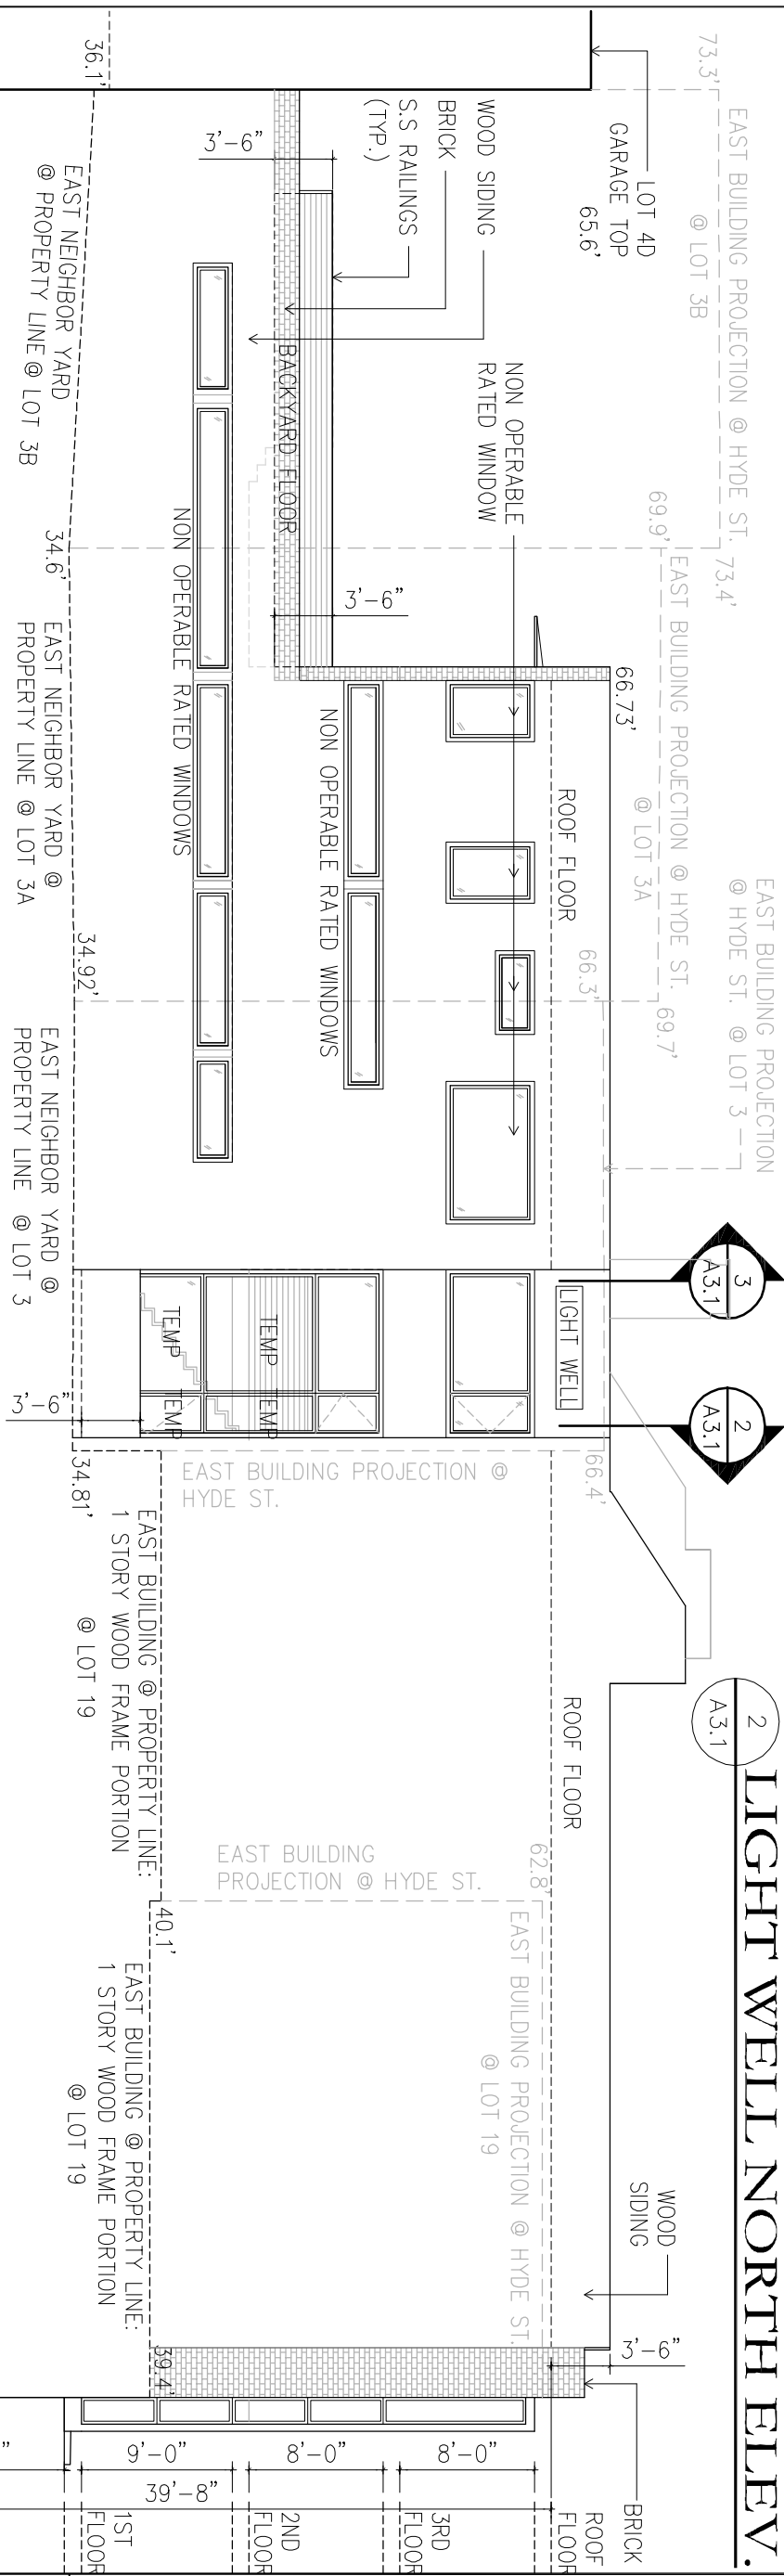 2
A3.1
LIGHT WELL NORTH ELEV.
73.3'
EAST BUILDING PROJECTION @ HYDE ST.
@ LOT 3B
73.4'
LOT 4D
GARAGE TOP
65.6'
69.9'
EAST BUILDING PROJECTION @ HYDE ST.
@ LOT 3A
69.7'
EAST BUILDING PROJECTION
@ HYDE ST. @ LOT 3
3
A3.1
2
A3.1
WOOD SIDING
BRICK
S.S RAILINGS
(TYP.)
3'-6"
36.1'
NON OPERABLE
RATED WINDOW
66.73'
ROOF FLOOR
66.3'
LIGHT WELL
66.4'
BACKYARD FLOOR
3'-6"
NON OPERABLE RATED WINDOWS
NON OPERABLE RATED WINDOWS
TEMP
TEMP
TEMP
TEMP
EAST NEIGHBOR YARD
@ PROPERTY LINE @ LOT 3B
34.6'
EAST NEIGHBOR YARD @
PROPERTY LINE @ LOT 3A
34.92'
EAST NEIGHBOR YARD @
PROPERTY LINE @ LOT 3
3'-6"
34.81'
EAST BUILDING PROJECTION @
HYDE ST.
EAST BUILDING @ PROPERTY LINE:
1 STORY WOOD FRAME PORTION
@ LOT 19
ROOF FLOOR
EAST BUILDING
PROJECTION @ HYDE ST.
62.8'
EAST BUILDING PROJECTION @ HYDE ST.
@ LOT 19
40.1'
EAST BUILDING @ PROPERTY LINE:
1 STORY WOOD FRAME PORTION
@ LOT 19
39.4'
WOOD
SIDING
3'-6"
BRICK
ROOF
FLOOR
3RD
FLOOR
2ND
FLOOR
1ST
FLOOR
8'-0"
8'-0"
9'-0"
39'-8"